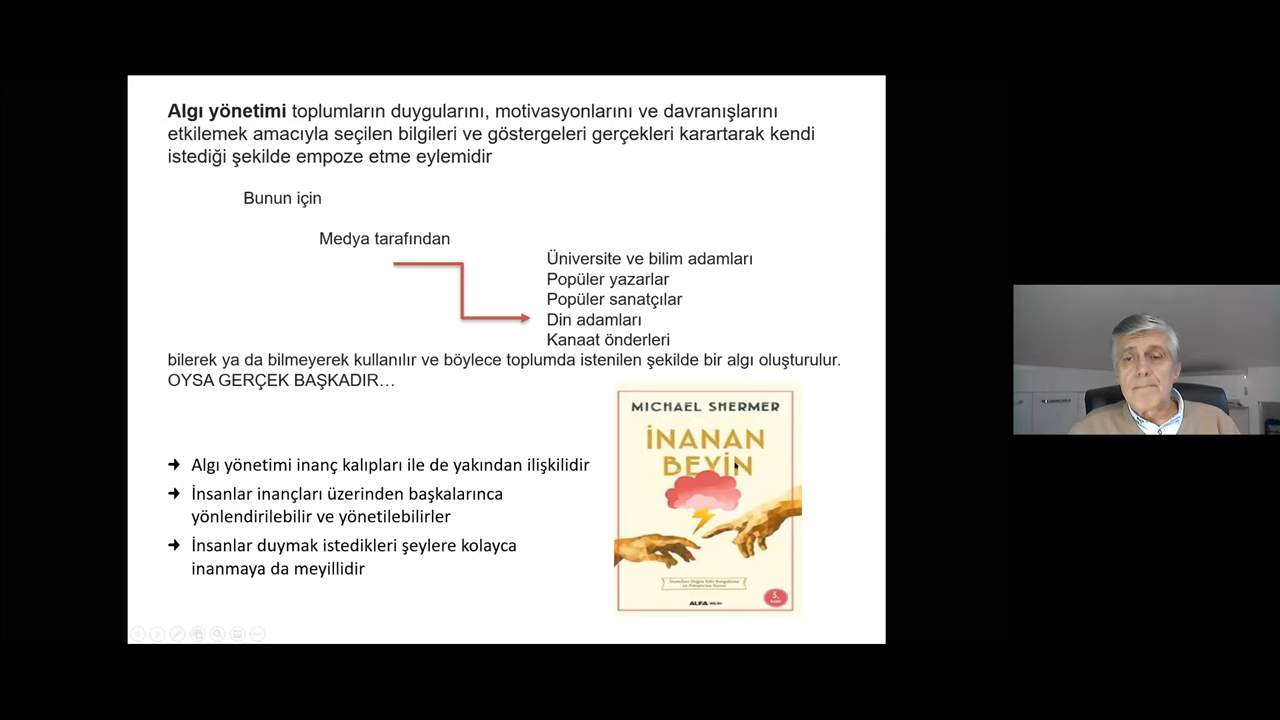 Algı yönetimi toplumların duygularını, motivasyonlarını ve davranışlarını
etkilemek amacıyla seçilen bilgileri ve göstergeleri gerçekleri karartarak kendi
istediği şekilde empoze etme eylemidir
Bunun için
Medya tarafından
Üniversite ve bilim adamları
Popüler yazarlar
Popüler sanatçılar
Din adamları
Kanaat önderleri
bilerek ya da bilmeyerek kullanılır ve böylece toplumda istenilen şekilde bir algı oluşturulur.
OYSA GERÇEK BAŞKADIR…
➔ Algı yönetimi inanç kalıpları ile de yakından ilişkilidir
➔ İnsanlar inançları üzerinden başkalarınca
yönlendirilebilir ve yönetilebilirler
➔ İnsanlar duymak istedikleri şeylere kolayca
inanmaya da meyillidir
MICHAEL SHERMER
İNANAN
BEYİN
ALFA
3.